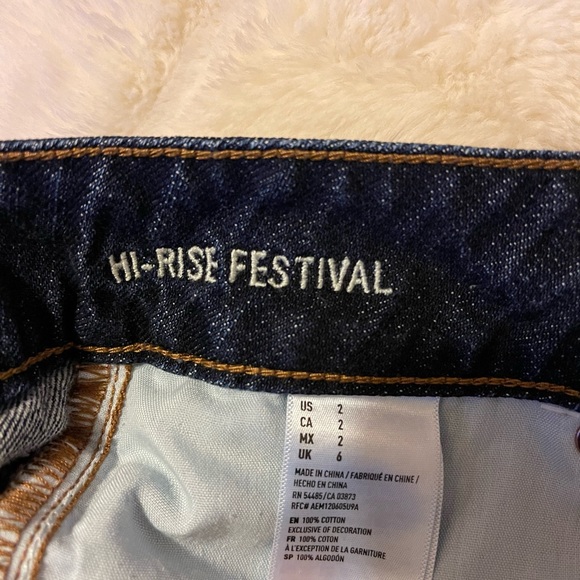 HI-RISE FESTIVAL
US 2
CA 2
MX 2
UK 6
MADE IN CHINA / FABRIQUÉ EN CHINE /
HECHO EN CHINA
RN 54485/CA 03873
RFC# AEM120605U9A
EN 100% COTTON
EXCLUSIVE OF DECORATION
FR 100% COTON
À L'EXCEPTION DE LA GARNITURE
SP 100% ALGODÓN